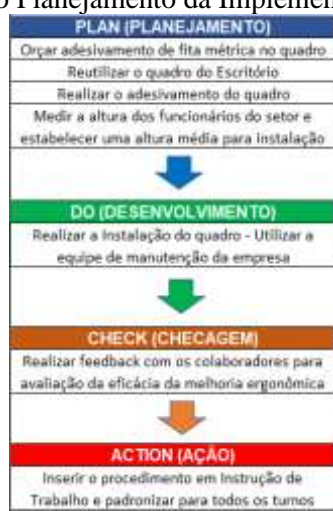 o Planejamento da Implemen
PLAN (PLANEJAMENTO)
Orçar adesivamento de fita métrica no quadro
Reutilizar o quadro do Escritório
Realizar o adesivamento do quadro
Medir a altura dos funcionários do setor e
estabelecer uma altura média para instalação
DO (DESENVOLVIMENTO)
Realizar a Instalação do quadro - Utilizar a
equipe de manutenção da empresa
CHECK (CHECAGEM)
Realizar feedback com os colaboradores para
avaliação da eficácia da melhoria ergonômica
ACTION (AÇÃO)
Inserir o procedimento em Instrução de
Trabalho e padronizar para todos os turnos